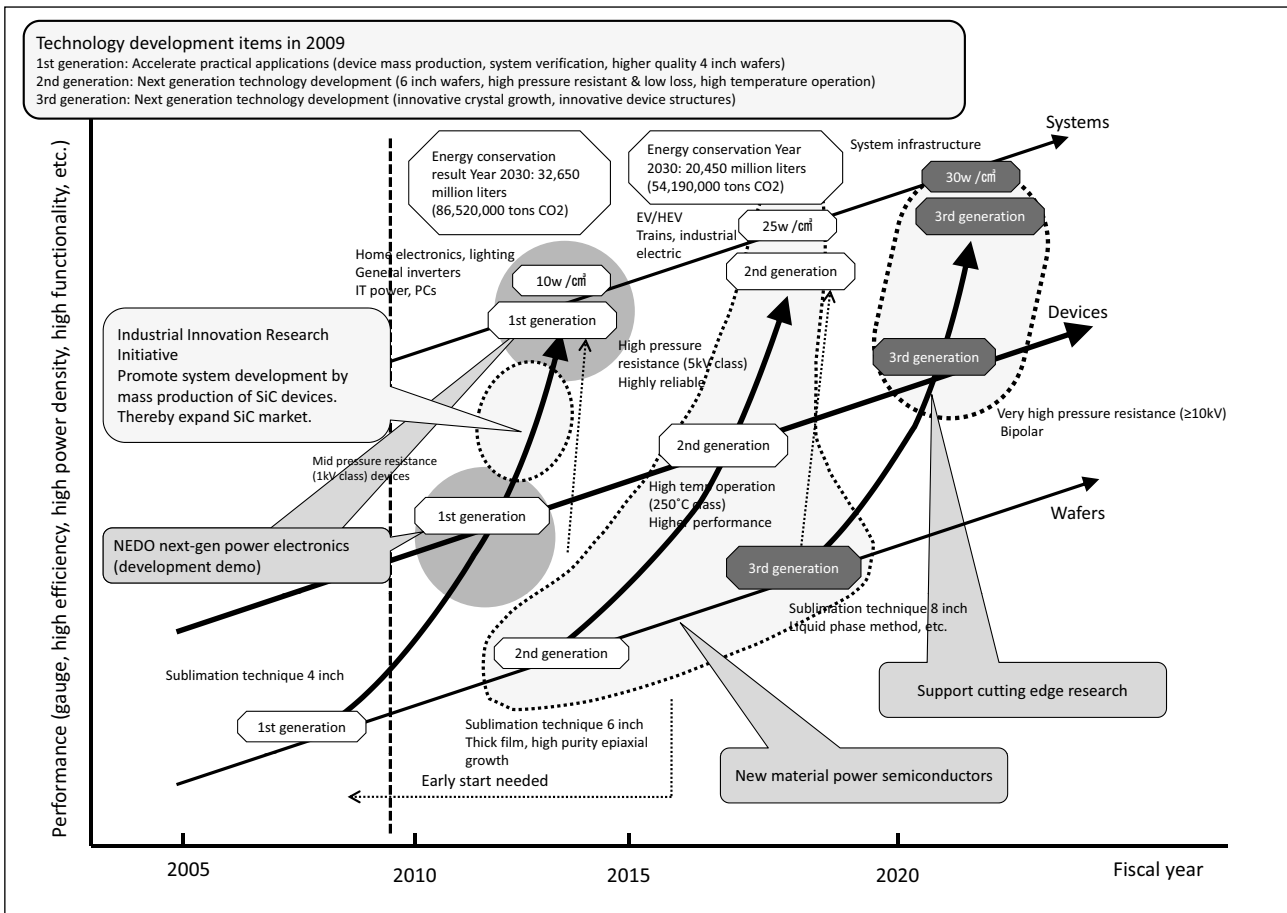 Technology development items in 2009
1st generation: Accelerate practical applications (device mass production, system verification, higher quality 4 inch wafers)
2nd generation: Next generation technology development (6 inch wafers, high pressure resistant & low loss, high temperature operation)
3rd generation: Next generation technology development (innovative crystal growth, innovative device structures)
Performance (gauge, high efficiency, high power density, high functionality, etc.)
Energy conservation
result Year 2030: 32,650
million liters
(86,520,000 tons CO2)
Energy conservation Year
2030: 20,450 million liters
(54,190,000 tons CO2)
System infrastructure
Systems
30w /㎠
3rd generation
EV/HEV
Trains, industrial
electric
25w /㎠
2nd generation
Home electronics, lighting
General inverters
IT power, PCs
10w /㎠
1st generation
Industrial Innovation Research
Initiative
Promote system development by
mass production of SiC devices.
Thereby expand SiC market.
High pressure
resistance (5kV class)
Highly reliable
Devices
3rd generation
Very high pressure resistance (≥10kV)
Bipolar
2nd generation
Mid pressure resistance
(1kV class) devices
High temp operation
(250˚C class)
Higher performance
1st generation
Wafers
NEDO next-gen power electronics
(development demo)
3rd generation
Sublimation technique 8 inch
Liquid phase method, etc.
2nd generation
Sublimation technique 4 inch
Support cutting edge research
1st generation
Sublimation technique 6 inch
Thick film, high purity epiaxial
growth
New material power semiconductors
Early start needed
2005
2010
2015
2020
Fiscal year